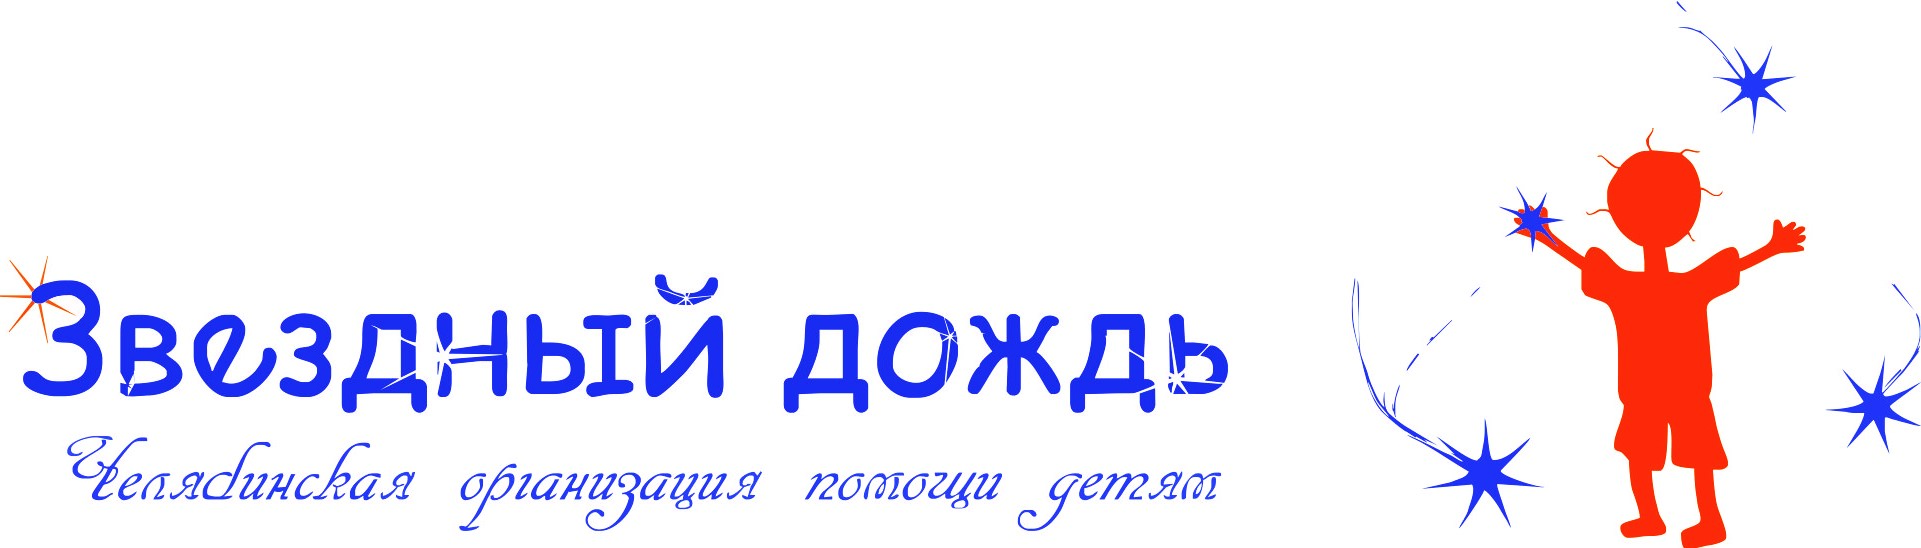 Звездный дождь
Челябинская организация помощи детям